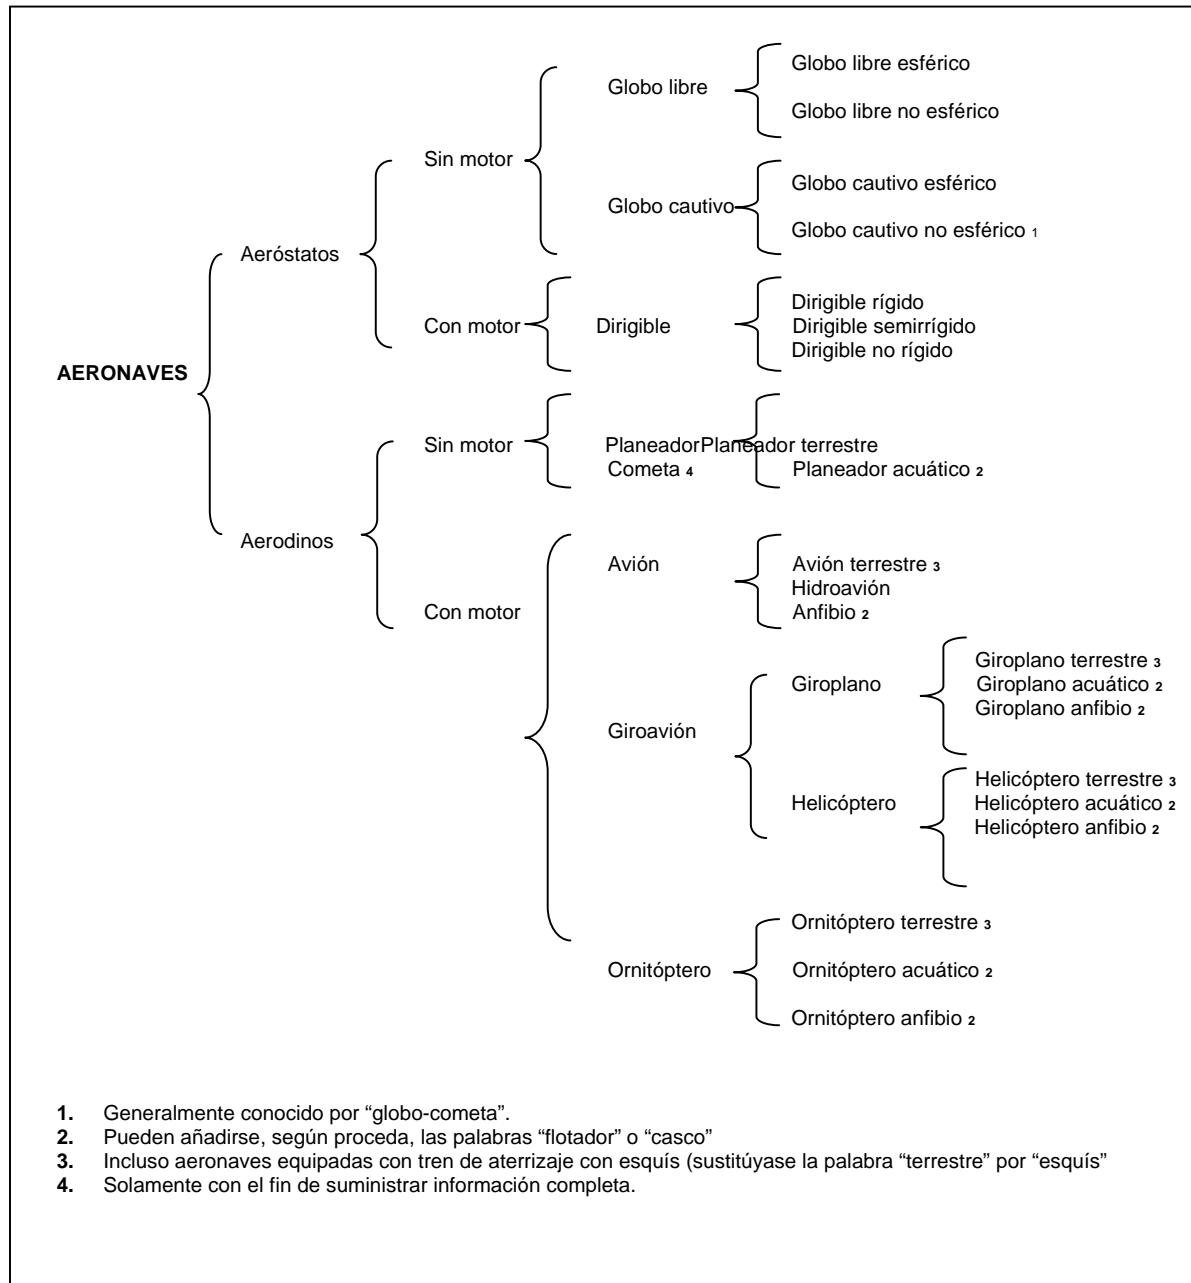 Globo libre esférico
Globo libre
Globo libre no esférico
Sin motor
Globo cautivo esférico
Globo cautivo
Globo cautivo no esférico 1
Aeróstatos
Dirigible rígido
Con motor Dirigible Dirigible semirrígido
Dirigible no rígido
AERONAVES
Sin motor PlaneadorPlaneador terrestre
Cometa 4 Planeador acuático 2
Aerodinos
Avión Avión terrestre 3
Hidroavión
Con motor Anfibio 2
Giroplano terrestre 3
Giroplano Giroplano acuático 2
Giroplano anfibio 2
Giroavión
Helicóptero terrestre 3
Helicóptero Helicóptero acuático 2
Helicóptero anfibio 2
Ornitóptero terrestre 3
Ornitóptero Ornitóptero acuático 2
Ornitóptero anfibio 2
1. Generalmente conocido por “globo-cometa”.
2. Pueden añadirse, según proceda, las palabras “flotador” o “casco”
3. Incluso aeronaves equipadas con tren de aterrizaje con esquís (sustitúyase la palabra “terrestre” por “esquís”
4. Solamente con el fin de suministrar información completa.